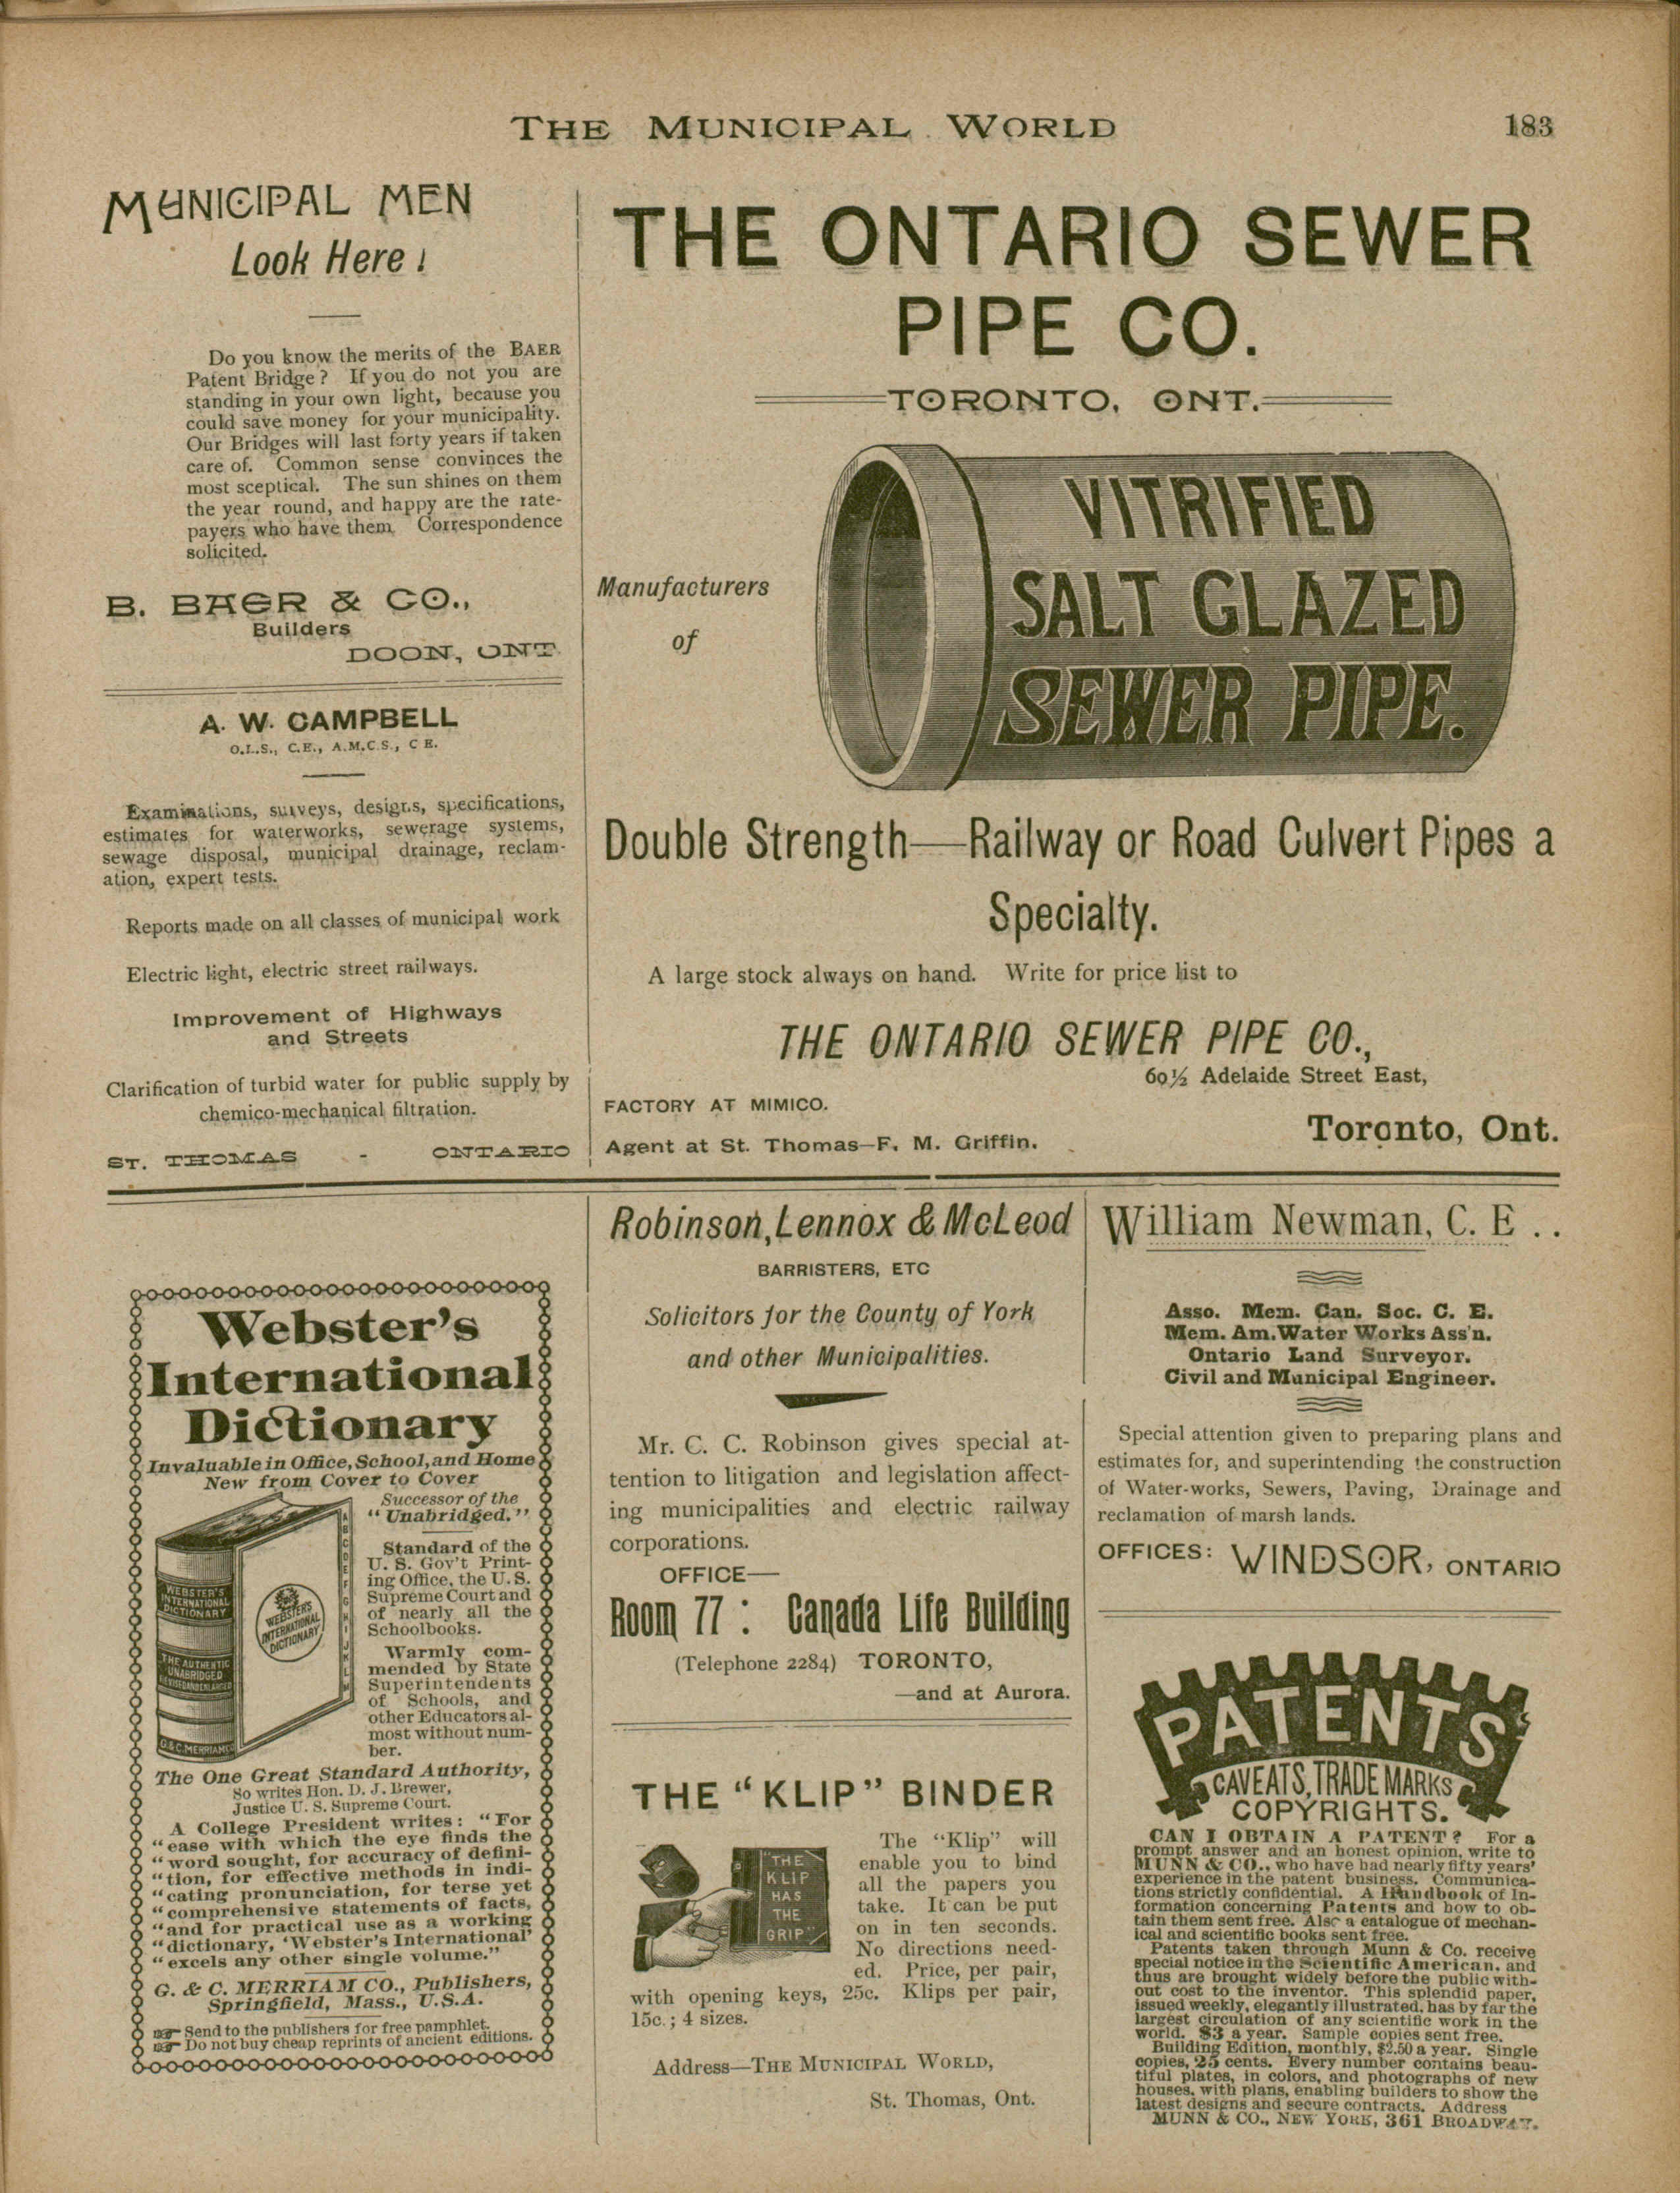 THE MUNICIPAL WORLD 183
MUNICIPAL MEN
Look Here !
Do you know the merits of the BAER
Patent Bridge ? If you do not you are
standing in your own light, because you
could save money for your municipality.
Our Bridges will last forty years if taken
care of. Common sense convinces the
most sceptical. The sun shines on them
the year round, and happy are the rate-
payers who have them Correspondence
solicited.
B. BAER & CO.,
Builders
DOON, ONT.
A. W. CAMPBELL
O.L.S., C.E., A.M.C.S., C E.
Examinations, surveys, designs, specifications,
estimates for waterworks, sewerage systems,
sewage disposal, municipal drainage, reclam-
ation, expert tests.
Reports made on all classes of municipal work
Electric light, electric street railways.
Improvement of Highways
and Streets
Clarification of turbid water for public supply by
chemico-mechanical filtration.
ST. THOMAS - ONTARIO
THE ONTARIO SEWER
PIPE CO.
TORONTO, ONT.
Manufacturers
of
VITRIFIED
SALT GLAZED
SEWER PIPE.
Double Strength—Railway or Road Culvert Pipes a
Specialty.
A large stock always on hand. Write for price list to
THE ONTARIO SEWER PIPE CO.,
60½ Adelaide Street East,
FACTORY AT MIMICO.
Toronto, Ont.
Agent at St. Thomas—F. M. Griffin.
Webster's
International
Dictionary
Invaluable in Office, School, and Home
New from Cover to Cover
Successor of the
"Unabridged."
Standard of the
U. S. Gov't Print-
ing Office, the U.S.
Supreme Court and
of nearly all the
Schoolbooks.
Warmly com-
mended by State
Superintendents
of Schools, and
other Educators al-
most without num-
ber.
WEBSTER'S
INTERNATIONAL
DICTIONARY
THE AUTHENTIC
UNABRIDGED
REVISED AND ENLARGED
G. & C. MERRIAM CO
WEBSTER'S
INTERNATIONAL
DICTIONARY
The One Great Standard Authority,
So writes Hon. D. J. Brewer,
Justice U. S. Supreme Court.
A College President writes: "For
"ease with which the eye finds the
"word sought, for accuracy of defini-
"tion, for effective methods in indi-
"cating pronunciation, for terse yet
"comprehensive statements of facts,
"and for practical use as a working
"dictionary, 'Webster's International'
"excels any other single volume."
G. & C. MERRIAM CO., Publishers,
Springfield, Mass., U.S.A.
Send to the publishers for free pamphlet.
Do not buy cheap reprints of ancient editions.
Robinson, Lennox & McLeod
BARRISTERS, ETC
Solicitors for the County of York
and other Municipalities.
Mr. C. C. Robinson gives special at-
tention to litigation and legislation affect-
ing municipalities and electric railway
corporations.
OFFICE—
Room 77 : Canada Life Building
(Telephone 2284) TORONTO,
—and at Aurora.
THE "KLIP" BINDER
"THE
KLIP
HAS
THE
GRIP"
The "Klip" will
enable you to bind
all the papers you
take. It can be put
on in ten seconds.
No directions need-
ed. Price, per pair,
with opening keys, 25c. Klips per pair,
15c.; 4 sizes.
Address—THE MUNICIPAL WORLD,
St. Thomas, Ont.
William Newman, C. E . .
Asso. Mem. Can. Soc. C. E.
Mem. Am. Water Works Ass'n.
Ontario Land Surveyor.
Civil and Municipal Engineer.
Special attention given to preparing plans and
estimates for, and superintending the construction
of Water-works, Sewers, Paving, Drainage and
reclamation of marsh lands.
OFFICES: WINDSOR, ONTARIO
PATENTS
CAVEATS, TRADE MARKS
COPYRIGHTS.
CAN I OBTAIN A PATENT? For a
prompt answer and an honest opinion, write to
MUNN & CO., who have had nearly fifty years'
experience in the patent business. Communica-
tions strictly confidential. A Handbook of In-
formation concerning Patents and how to ob-
tain them sent free. Also a catalogue of mechan-
ical and scientific books sent free.
Patents taken through Munn & Co. receive
special notice in the Scientific American, and
thus are brought widely before the public with-
out cost to the inventor. This splendid paper,
issued weekly, elegantly illustrated, has by far the
largest circulation of any scientific work in the
world. $3 a year. Sample copies sent free.
Building Edition, monthly, $2.50 a year. Single
copies, 25 cents. Every number contains beau-
tiful plates, in colors, and photographs of new
houses, with plans, enabling builders to show the
latest designs and secure contracts. Address
MUNN & CO., NEW YORK, 361 BROADWAY.